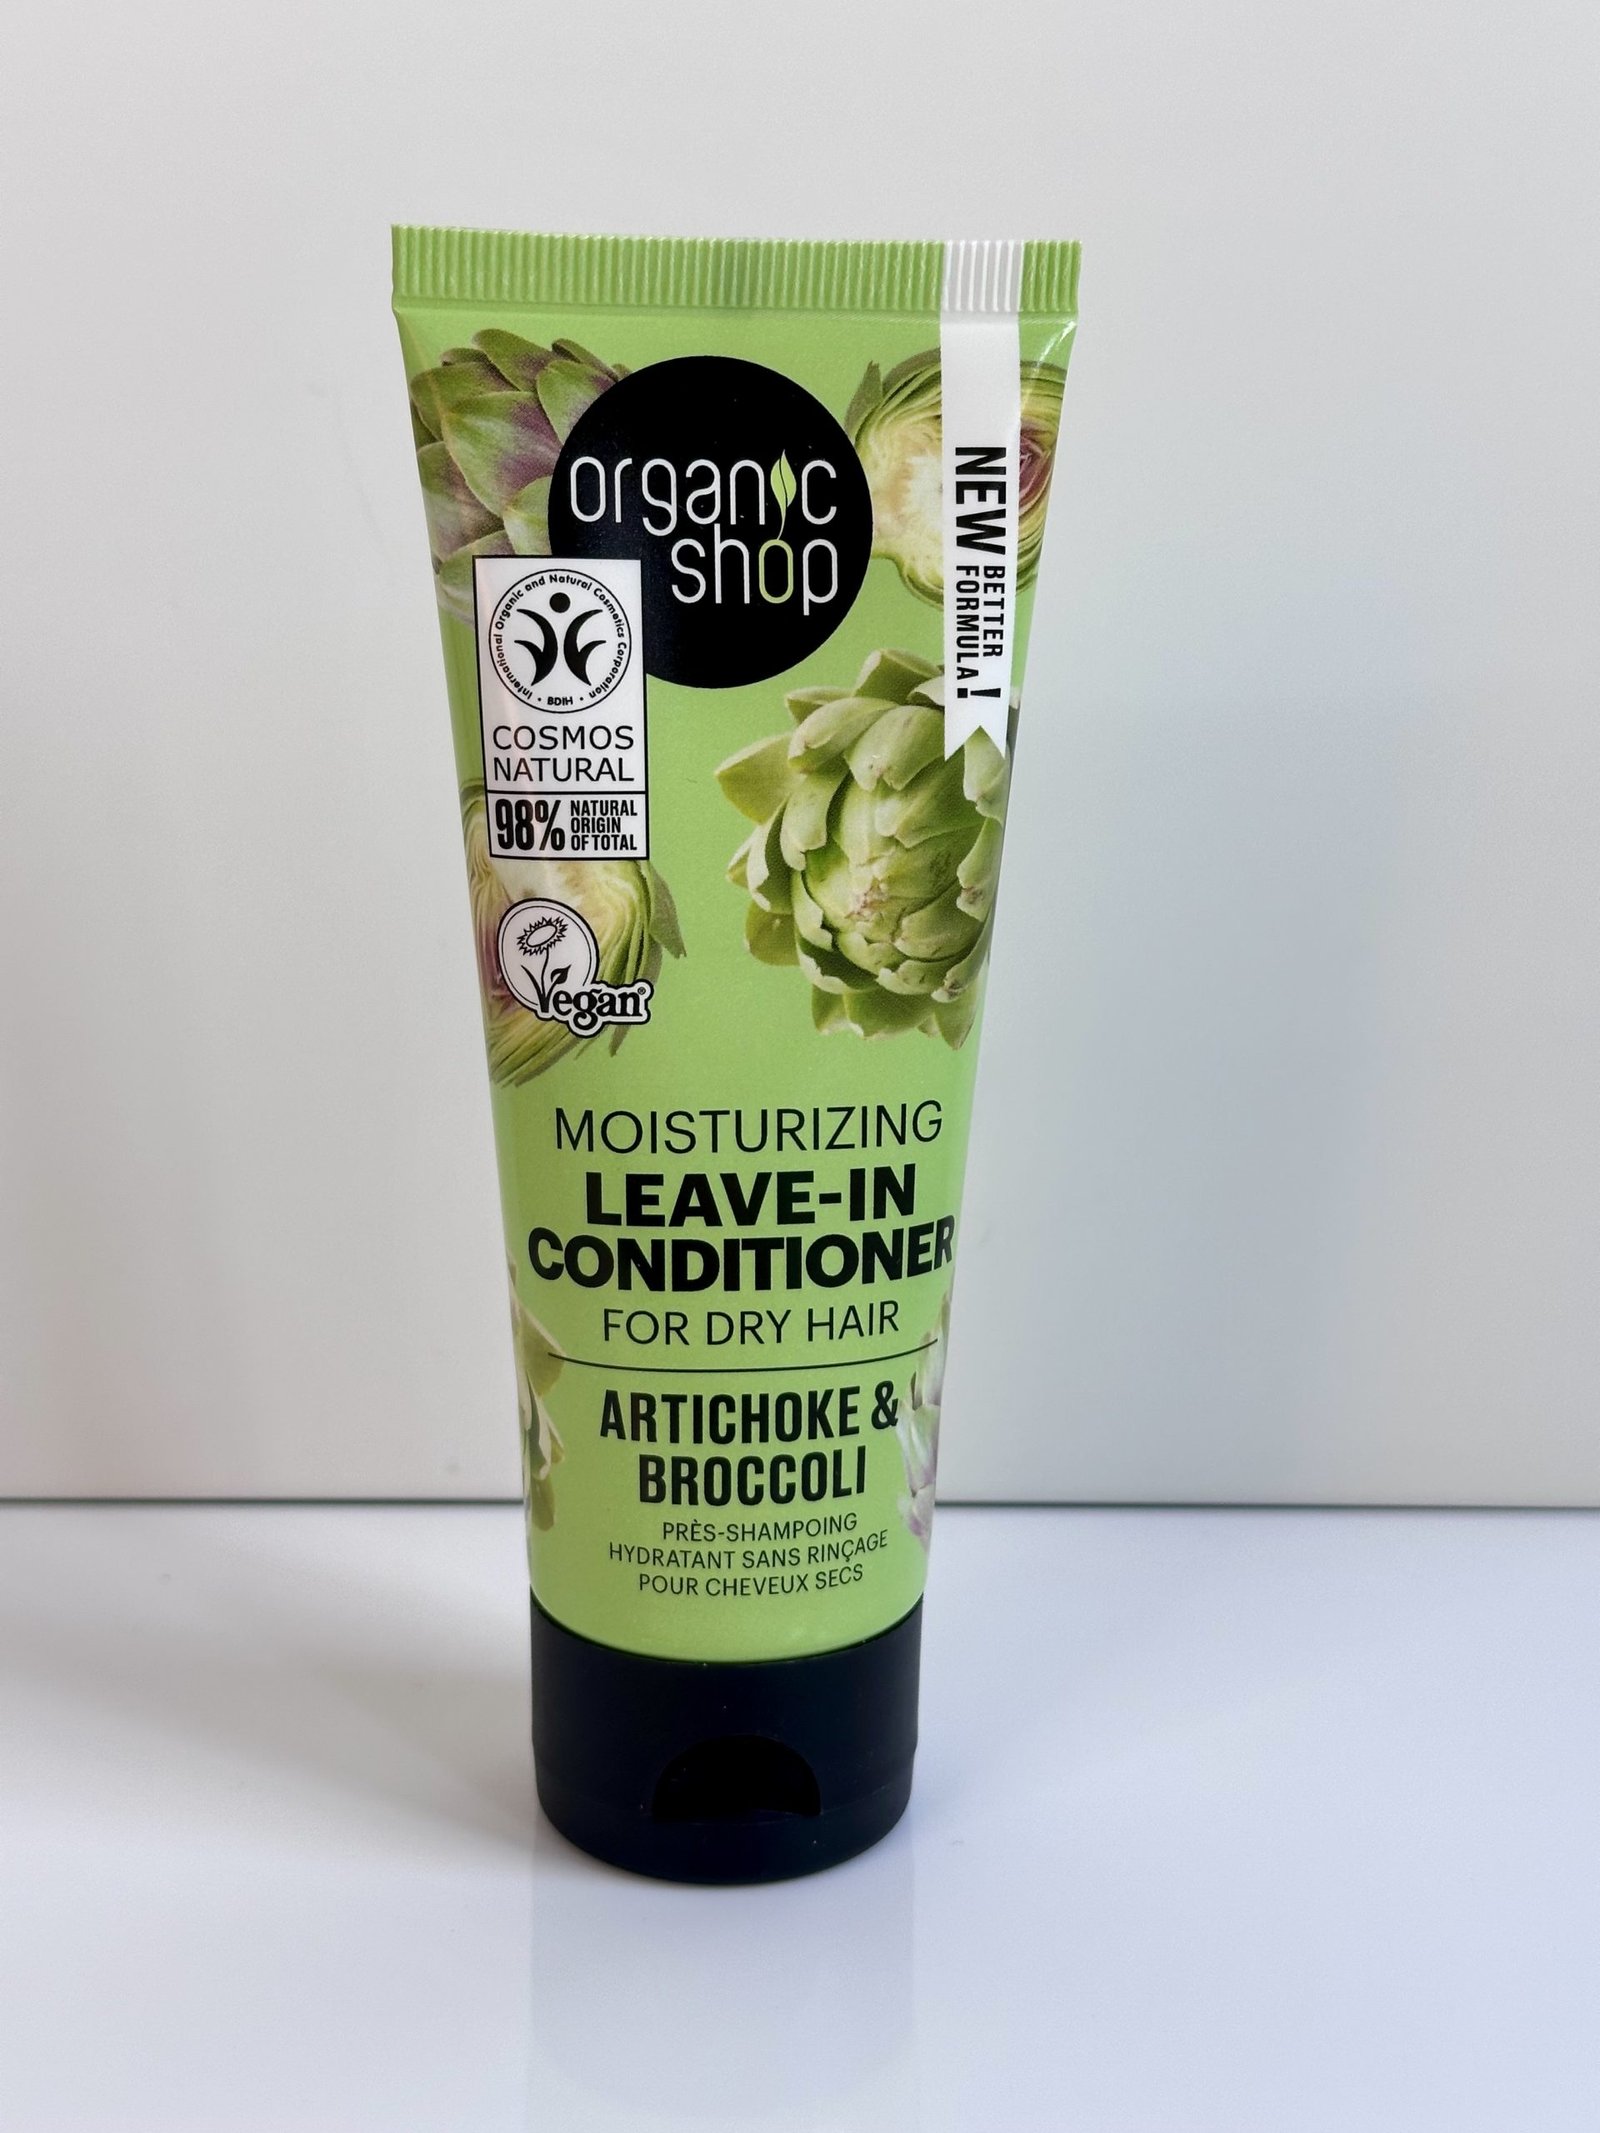 organic
shop
NEW BETTER
FORMULA!
International Organic and Natural Cosmetics Corporation
· BDIH ·
COSMOS
NATURAL
98% NATURAL
ORIGIN
OF TOTAL
Vegan®
MOISTURIZING
LEAVE-IN
CONDITIONER
FOR DRY HAIR
ARTICHOKE &
BROCCOLI
PRÈS-SHAMPOING
HYDRATANT SANS RINÇAGE
POUR CHEVEUX SECS